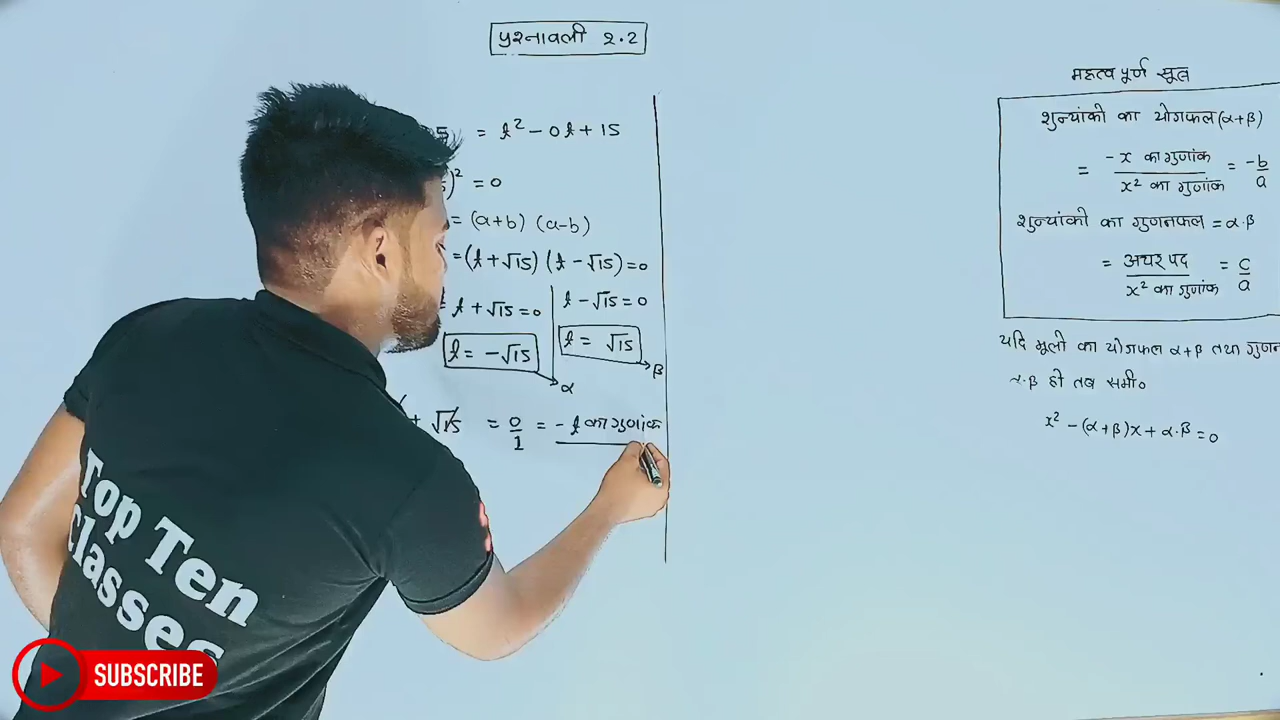 प्रश्नावली 2.2
5 = t² - 0t + 15
)² = 0
= (a+b) (a-b)
= (t + √15) (t - √15) = 0
t + √15 = 0
t - √15 = 0
t = -√15
t = √15
α
β
+ √15 = 0/1 = - t का गुणांक
महत्वपूर्ण सूत्र
शुन्यांको का योगफल (α+β)
= -x का गुणांक / x² का गुणांक = -b/a
शुन्यांको का गुणनफल = α·β
= अचर पद / x² का गुणांक = c/a
यदि मूलो का योगफल α+β तथा
α·β हो तब समी०
x² - (α+β)x + α·β = 0
Top Ten
Classes
SUBSCRIBE